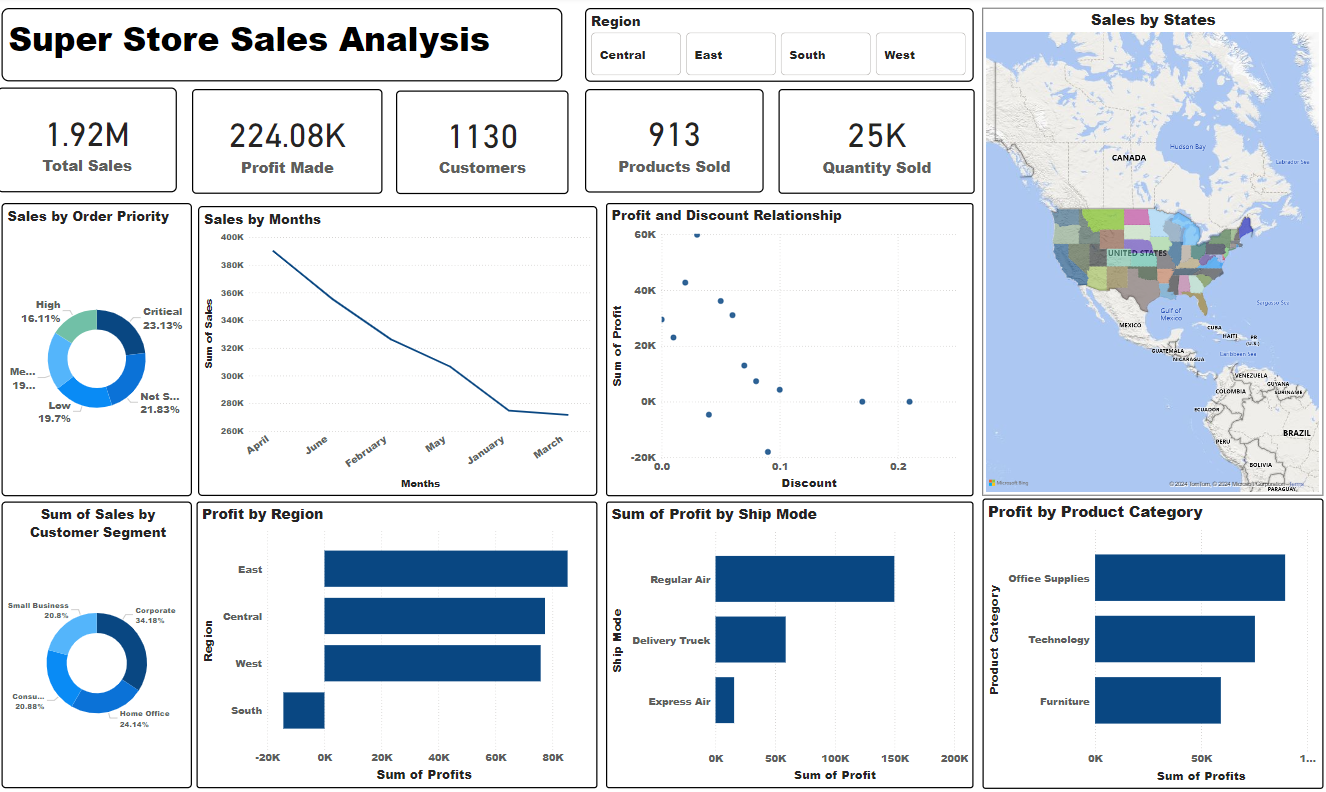 Super Store Sales Analysis
Region
Central
East
South
West
1.92M
Total Sales
224.08K
Profit Made
1130
Customers
913
Products Sold
25K
Quantity Sold
Sales by States
CANADA
Hudson Bay
Labrador Sea
UNITED STATES
Sargasso Sea
Gulf of
Mexico
MEXICO
CUBA
HAITI
PR
(U.S.)
GUATEMALA
Caribbean Sea
NICARAGUA
VENEZUELA
GUYANA
COLOMBIA
SURINAME
ECUADOR
PERU
BRAZIL
BOLIVIA
PARAGUAY
Microsoft Bing
© 2024 TomTom, © 2024 Microsoft Corporation Terms
Sales by Order Priority
High
16.11%
Critical
23.13%
Me...
19...
Low
19.7%
Not S...
21.83%
Sales by Months
Sum of Sales
400K
380K
360K
340K
320K
300K
280K
260K
April
June
February
May
January
March
Months
Profit and Discount Relationship
Sum of Profit
60K
40K
20K
0K
-20K
0.0
0.1
0.2
Discount
Sum of Sales by
Customer Segment
Small Business
20.8%
Corporate
34.18%
Consu...
20.88%
Home Office
24.14%
Profit by Region
Region
East
Central
West
South
-20K
0K
20K
40K
60K
80K
Sum of Profits
Sum of Profit by Ship Mode
Ship Mode
Regular Air
Delivery Truck
Express Air
0K
50K
100K
150K
200K
Sum of Profit
Profit by Product Category
Product Category
Office Supplies
Technology
Furniture
0K
50K
1...
Sum of Profits